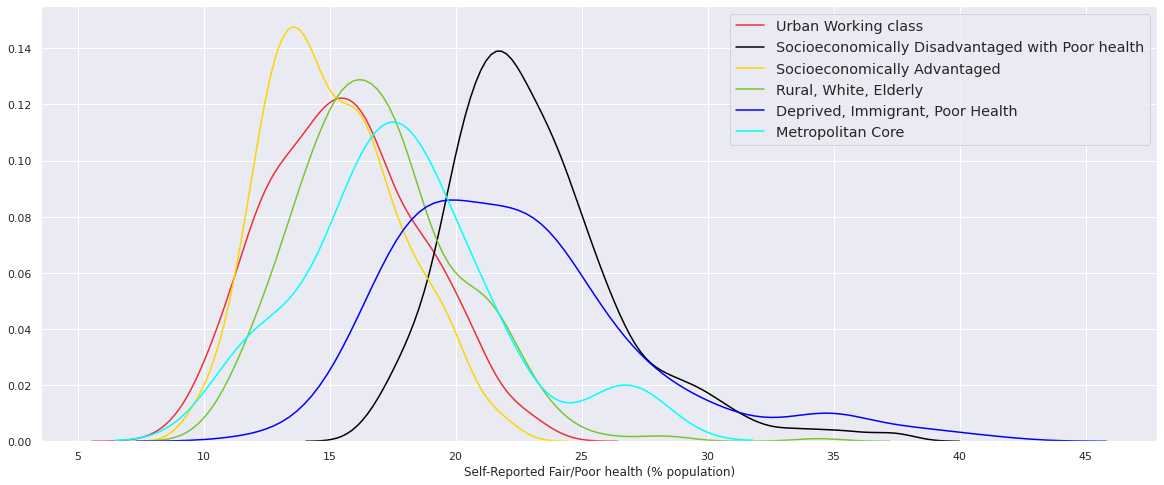 Urban Working class
Socioeconomically Disadvantaged with Poor health
Socioeconomically Advantaged
Rural, White, Elderly
Deprived, Immigrant, Poor Health
Metropolitan Core
0.14
0.12
0.10
0.08
0.06
0.04
0.02
0.00
5 10 15 20 25 30 35 40 45
Self-Reported Fair/Poor health (% population)